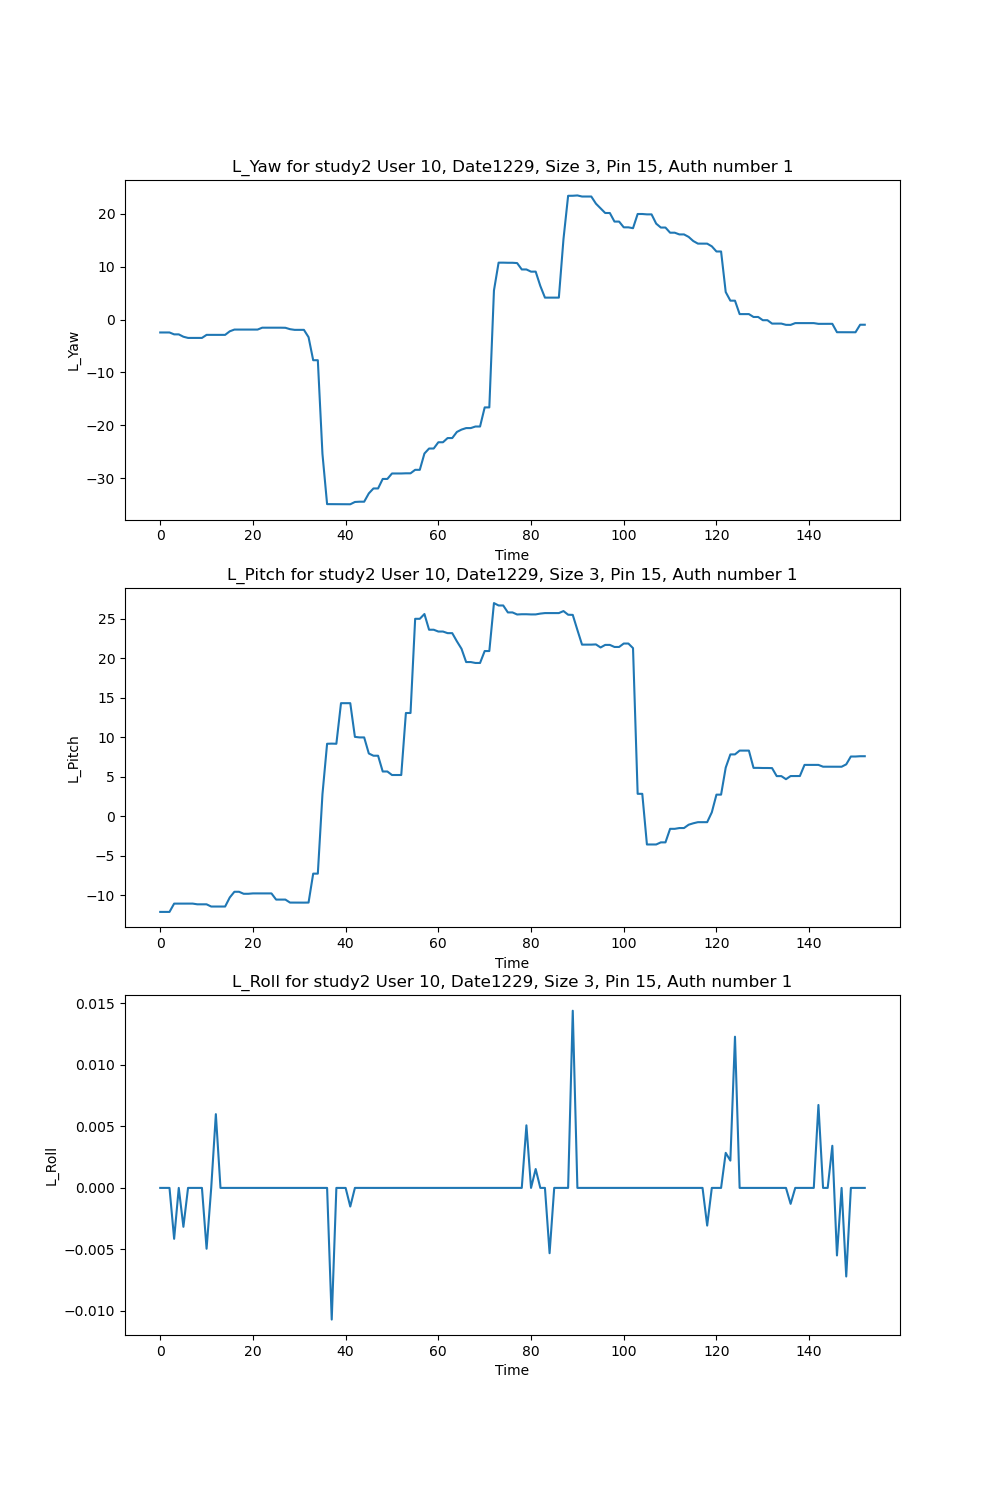 L_Yaw for study2 User 10, Date1229, Size 3, Pin 15, Auth number 1
20
10
0
−10
−20
−30
L_Yaw
0 20 40 60 80 100 120 140
Time
L_Pitch for study2 User 10, Date1229, Size 3, Pin 15, Auth number 1
25
20
15
10
5
0
−5
−10
L_Pitch
0 20 40 60 80 100 120 140
Time
L_Roll for study2 User 10, Date1229, Size 3, Pin 15, Auth number 1
0.015
0.010
0.005
0.000
−0.005
−0.010
L_Roll
0 20 40 60 80 100 120 140
Time